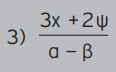 3) 3x + 2ψ
α − β